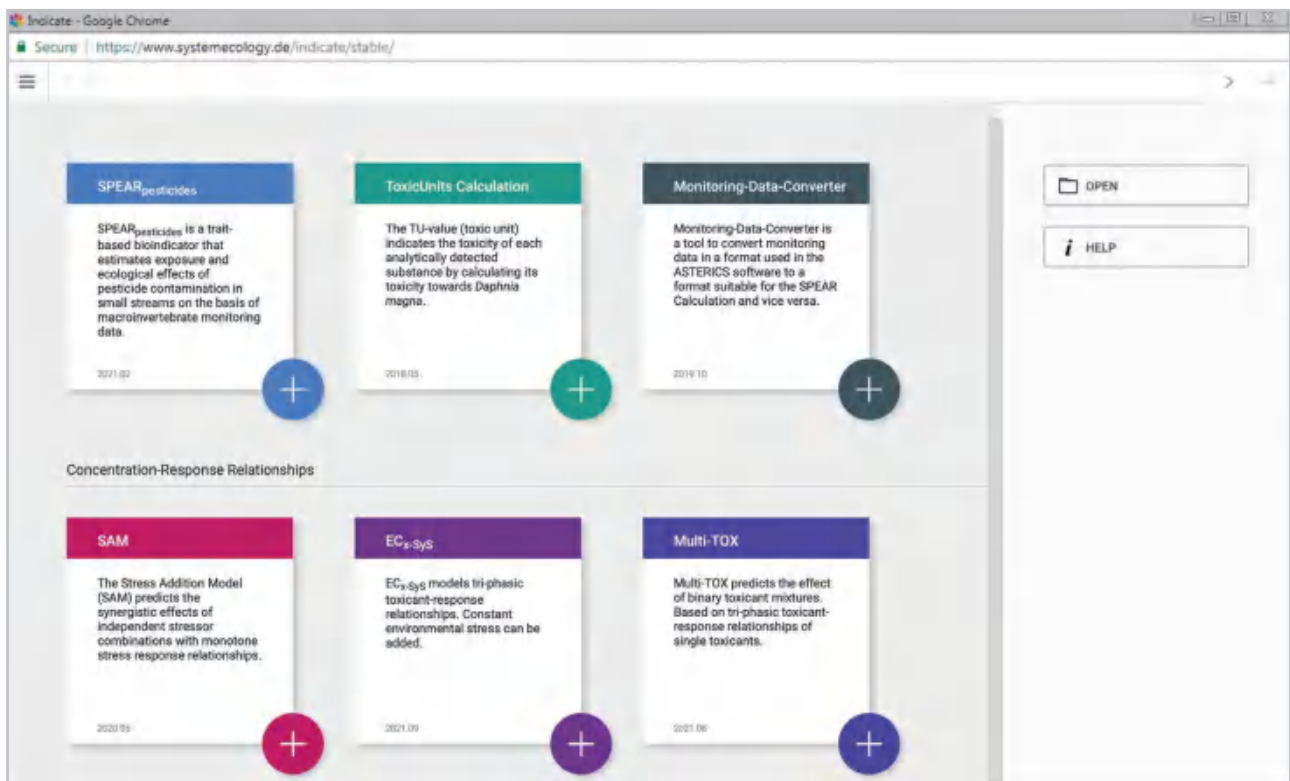 Indicate - Google Chrome
Secure | https://www.systemecology.de/indicate/stable/
SPEARpesticides
SPEARpesticides is a trait-
based bioindicator that
estimates exposure and
ecological effects of
pesticide contamination in
small streams on the basis of
macroinvertebrate monitoring
data.
2021.02
ToxicUnits Calculation
The TU-value (toxic unit)
indicates the toxicity of each
analytically detected
substance by calculating its
toxicity towards Daphnia
magna.
2018.05
Monitoring-Data-Converter
Monitoring-Data-Converter is
a tool to convert monitoring
data in a format used in the
ASTERICS software to a
format suitable for the SPEAR
Calculation and vice versa.
2019.10
OPEN
i HELP
Concentration-Response Relationships
SAM
The Stress Addition Model
(SAM) predicts the
synergistic effects of
independent stressor
combinations with monotone
stress response relationships.
ECx-SyS
ECx-SyS models tri-phasic
toxicant-response
relationships. Constant
environmental stress can be
added.
2021.09
Multi-TOX
Multi-TOX predicts the effect
of binary toxicant mixtures.
Based on tri-phasic toxicant-
response relationships of
single toxicants.
2021.06